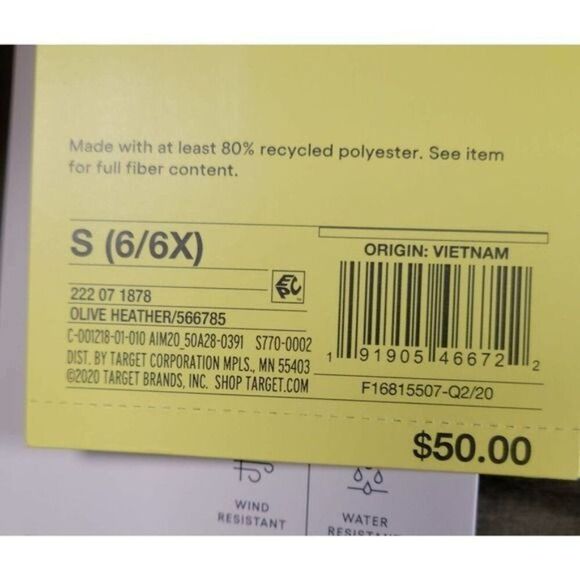 Made with at least 80% recycled polyester. See item
for full fiber content.
S (6/6X)
EPC
222 07 1878
OLIVE HEATHER/566785
C-001218-01-010 AIM20_50A28-0391 S770-0002
DIST. BY TARGET CORPORATION MPLS., MN 55403
©2020 TARGET BRANDS, INC. SHOP TARGET.COM
ORIGIN: VIETNAM
1 91905 46672 2
F16815507-Q2/20
$50.00
WIND
RESISTANT
WATER
RESISTANT